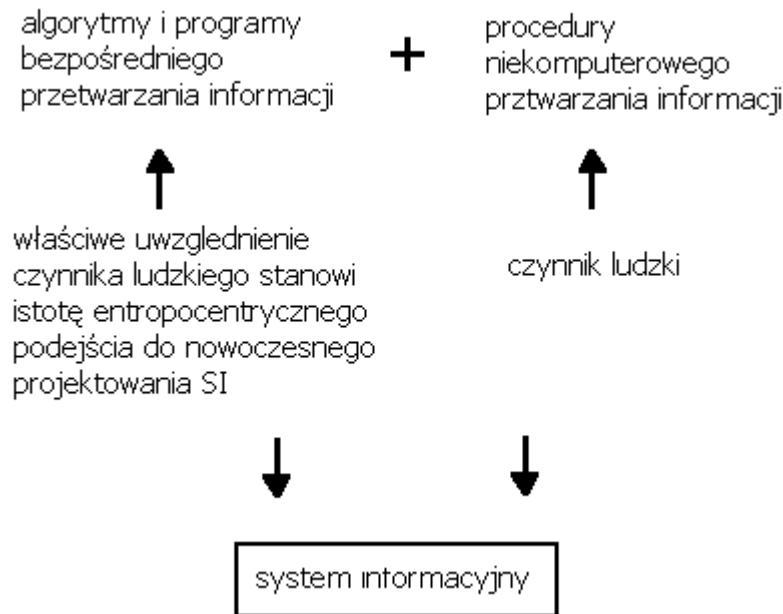 algorytmy i programy
bezpośredniego
przetwarzania informacji
+
procedury
niekomputerowego
prztwarzania informacji
właściwe uwzglednienie
czynnika ludzkiego stanowi
istotę entropocentrycznego
podejścia do nowoczesnego
projektowania SI
czynnik ludzki
system informacyjny